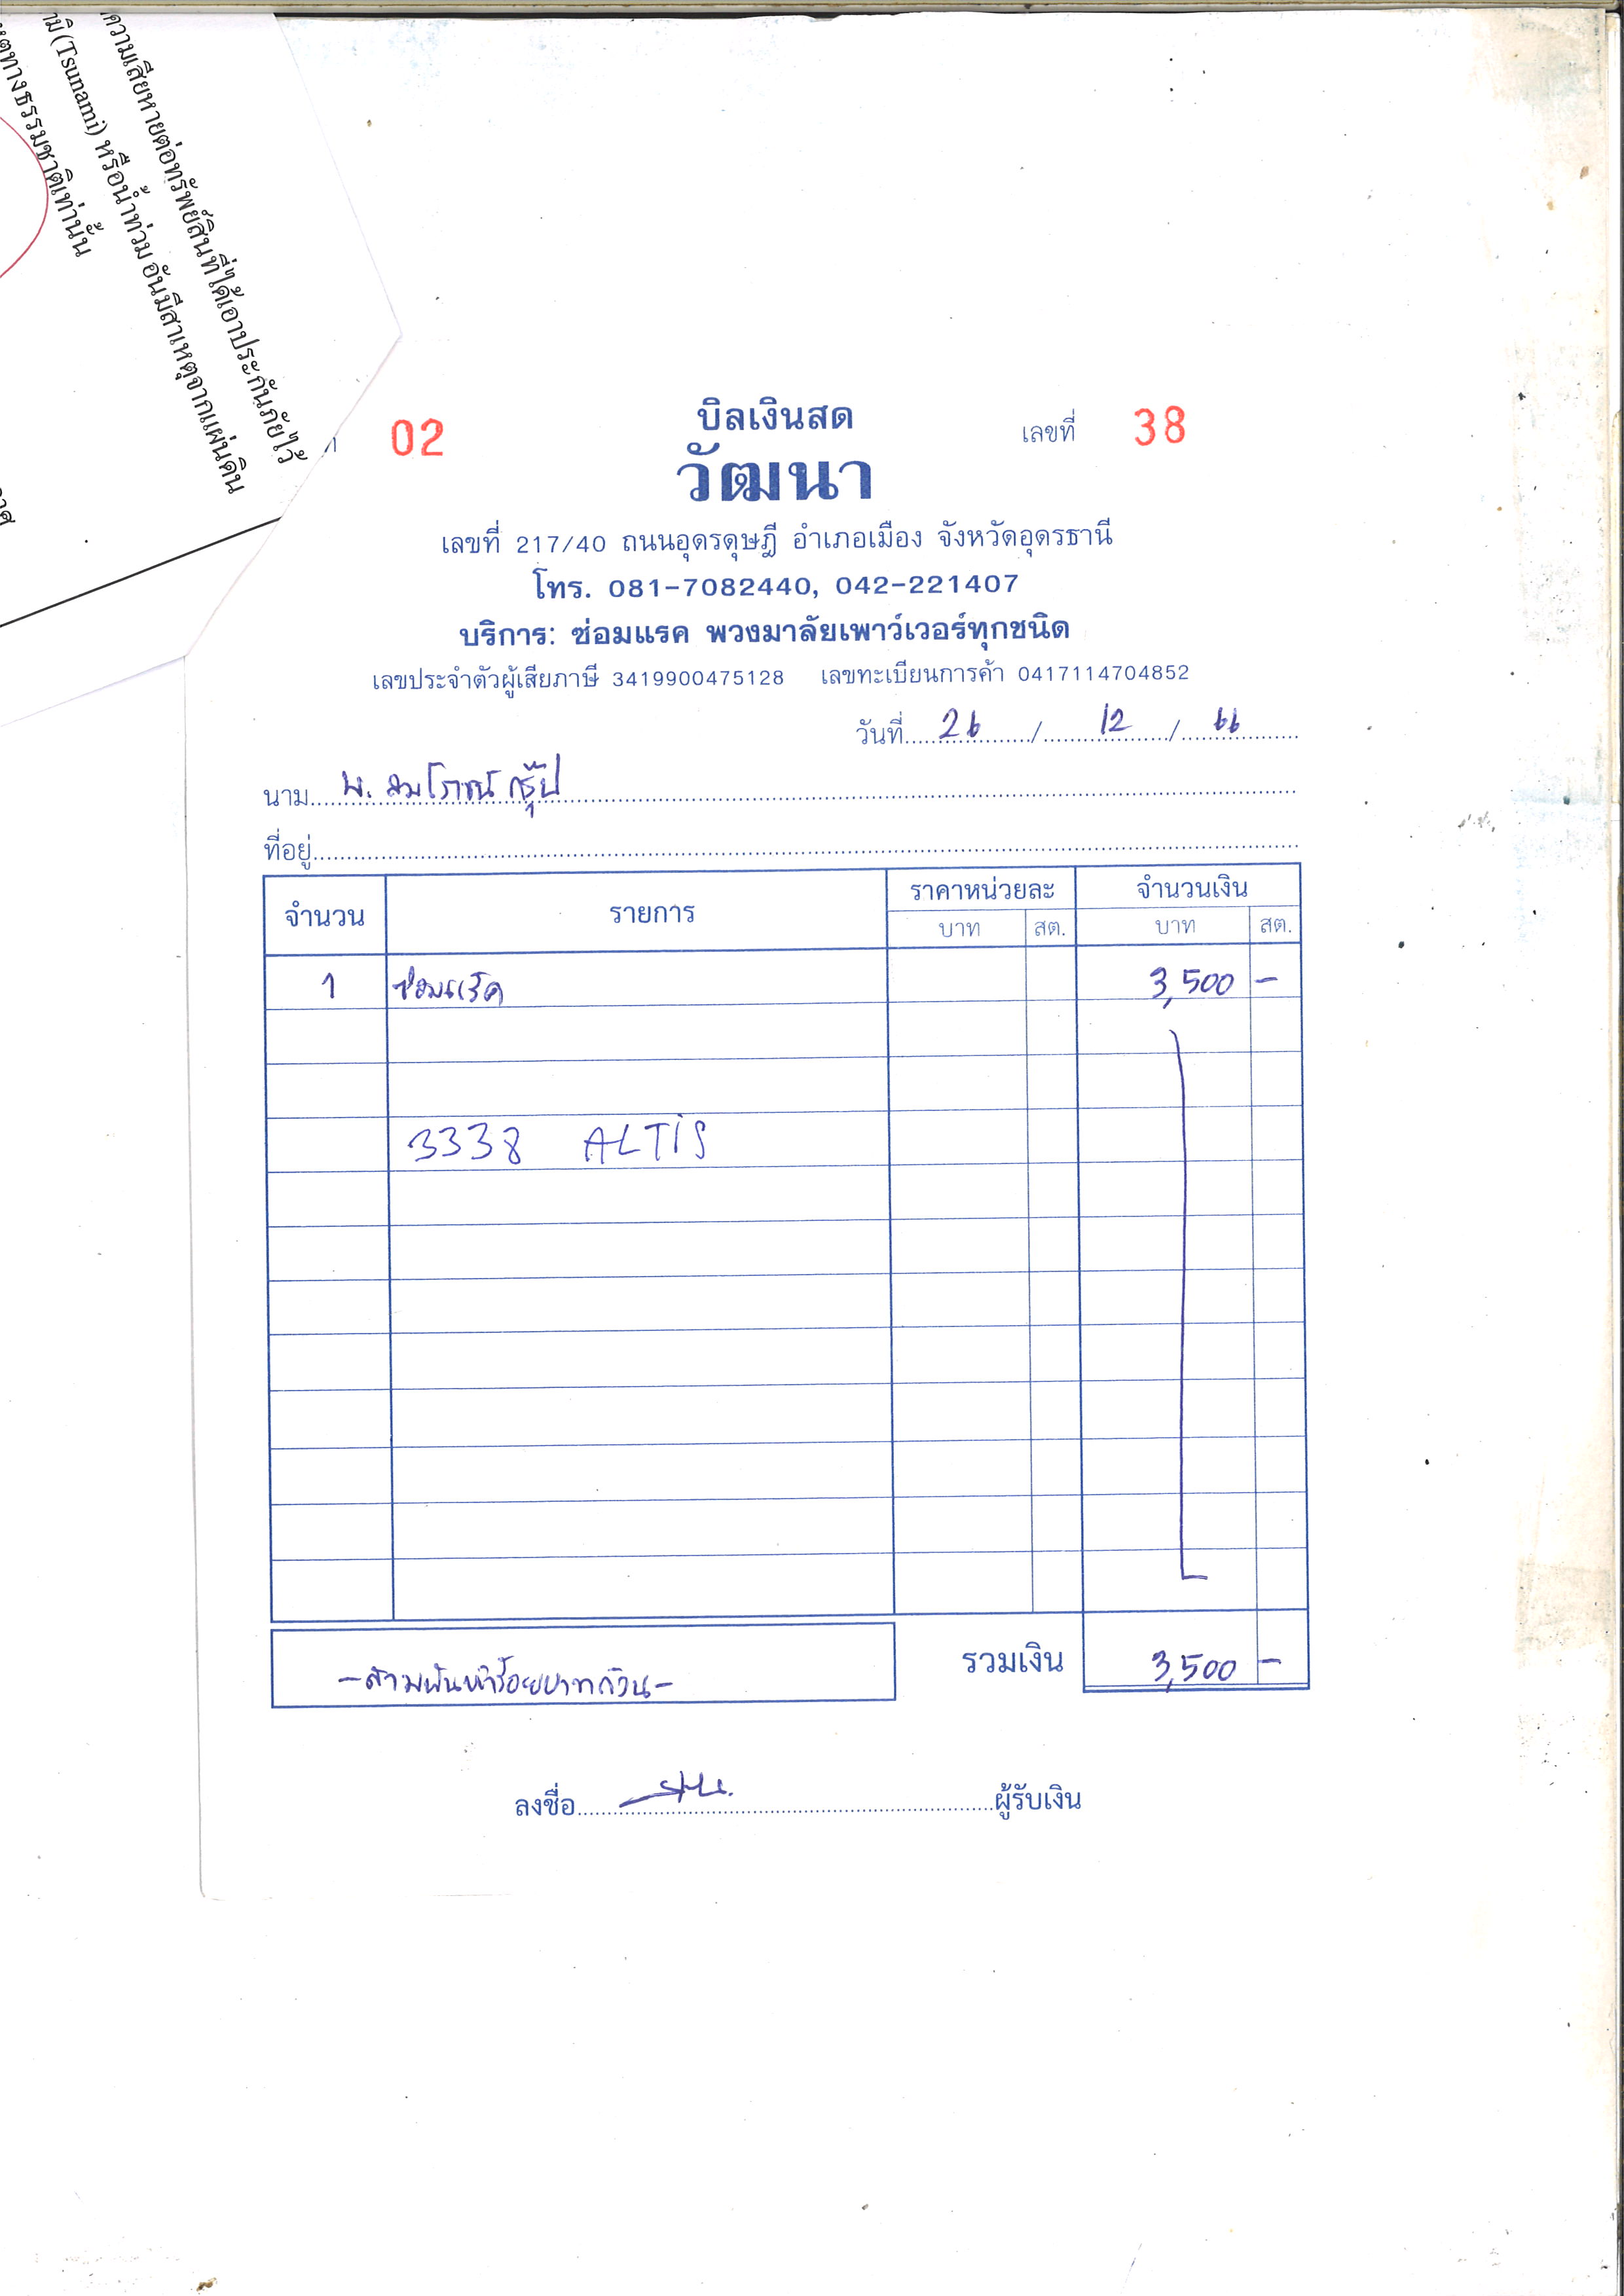 ความเสียหายต่อทรัพย์สินที่ได้เอาประกันภัยไว้
(Tsunami) หรือน้ำท่วม อันมีสาเหตุจากแผ่นดิน
ทางธรรมชาติเท่านั้น
02
บิลเงินสด
เลขที่ 38
วัฒนา
เลขที่ 217/40 ถนนอุดรดุษฎี อำเภอเมือง จังหวัดอุดรธานี
โทร. 081-7082440, 042-221407
บริการ: ซ่อมแรค พวงมาลัยเพาว์เวอร์ทุกชนิด
เลขประจำตัวผู้เสียภาษี 3419900475128 เลขทะเบียนการค้า 0417114704852
วันที่ 26 / 12 / 66
นาม พ. สมโภชน์ กรุ๊ป
ที่อยู่
จำนวน รายการ ราคาหน่วยละ จำนวนเงิน
บาท สต. บาท สต.
1 ซ่อมแร็ค 3,500 -
3338 ALTIS
-สามพันห้าร้อยบาทถ้วน- รวมเงิน 3,500 -
ลงชื่อ ผู้รับเงิน